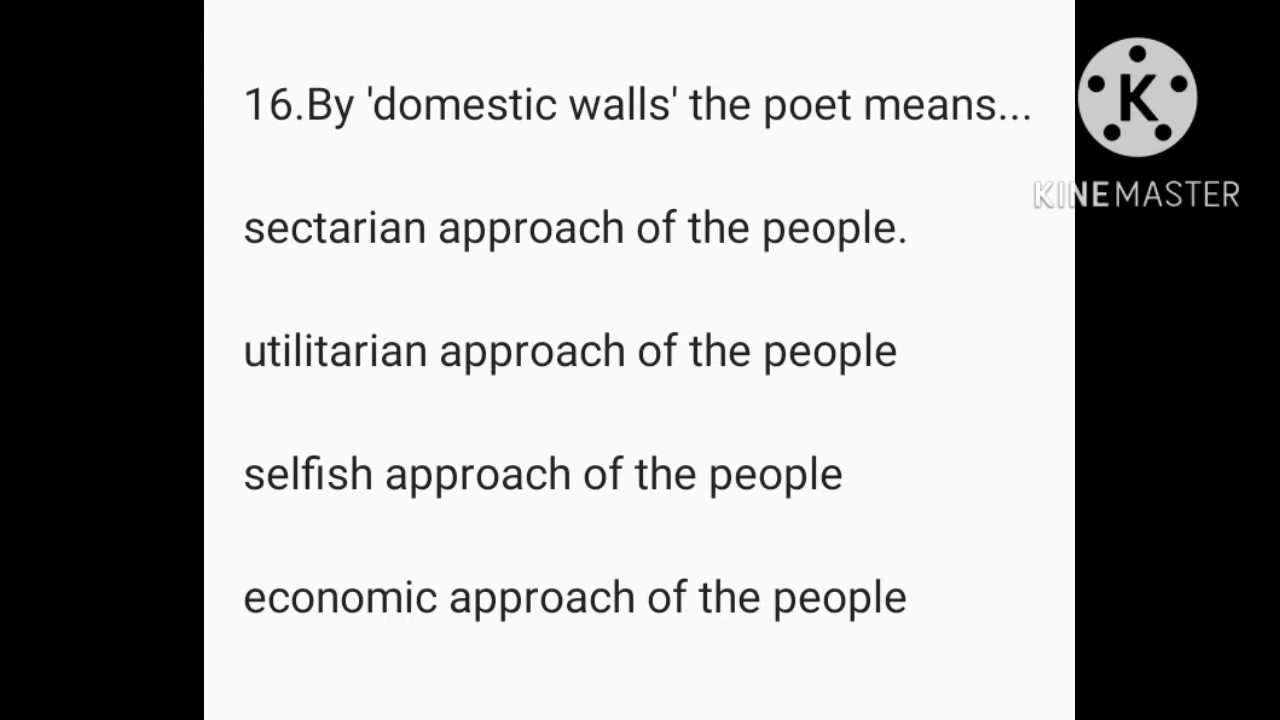 16.By 'domestic walls' the poet means...
K
KINEMASTER
sectarian approach of the people.
utilitarian approach of the people
selfish approach of the people
economic approach of the people